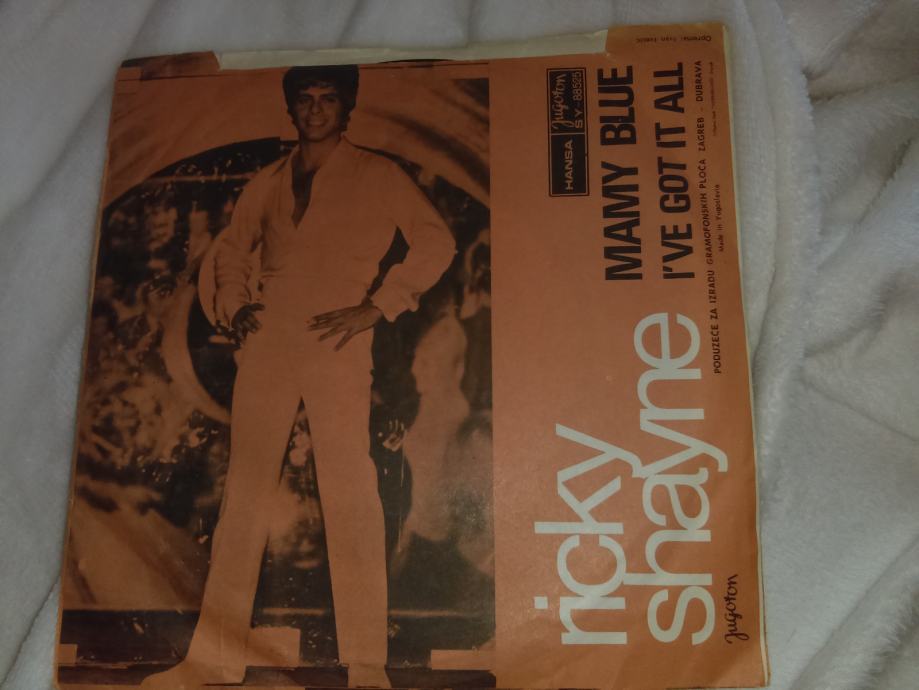 ricky
shayne
HANSA
Jugoton
SY-88525
MAMY BLUE
I'VE GOT IT ALL
PODUZEĆE ZA IZRADU GRAMOFONSKIH PLOČA ZAGREB - DUBRAVA
Made in Yugoslavia
Jugoton